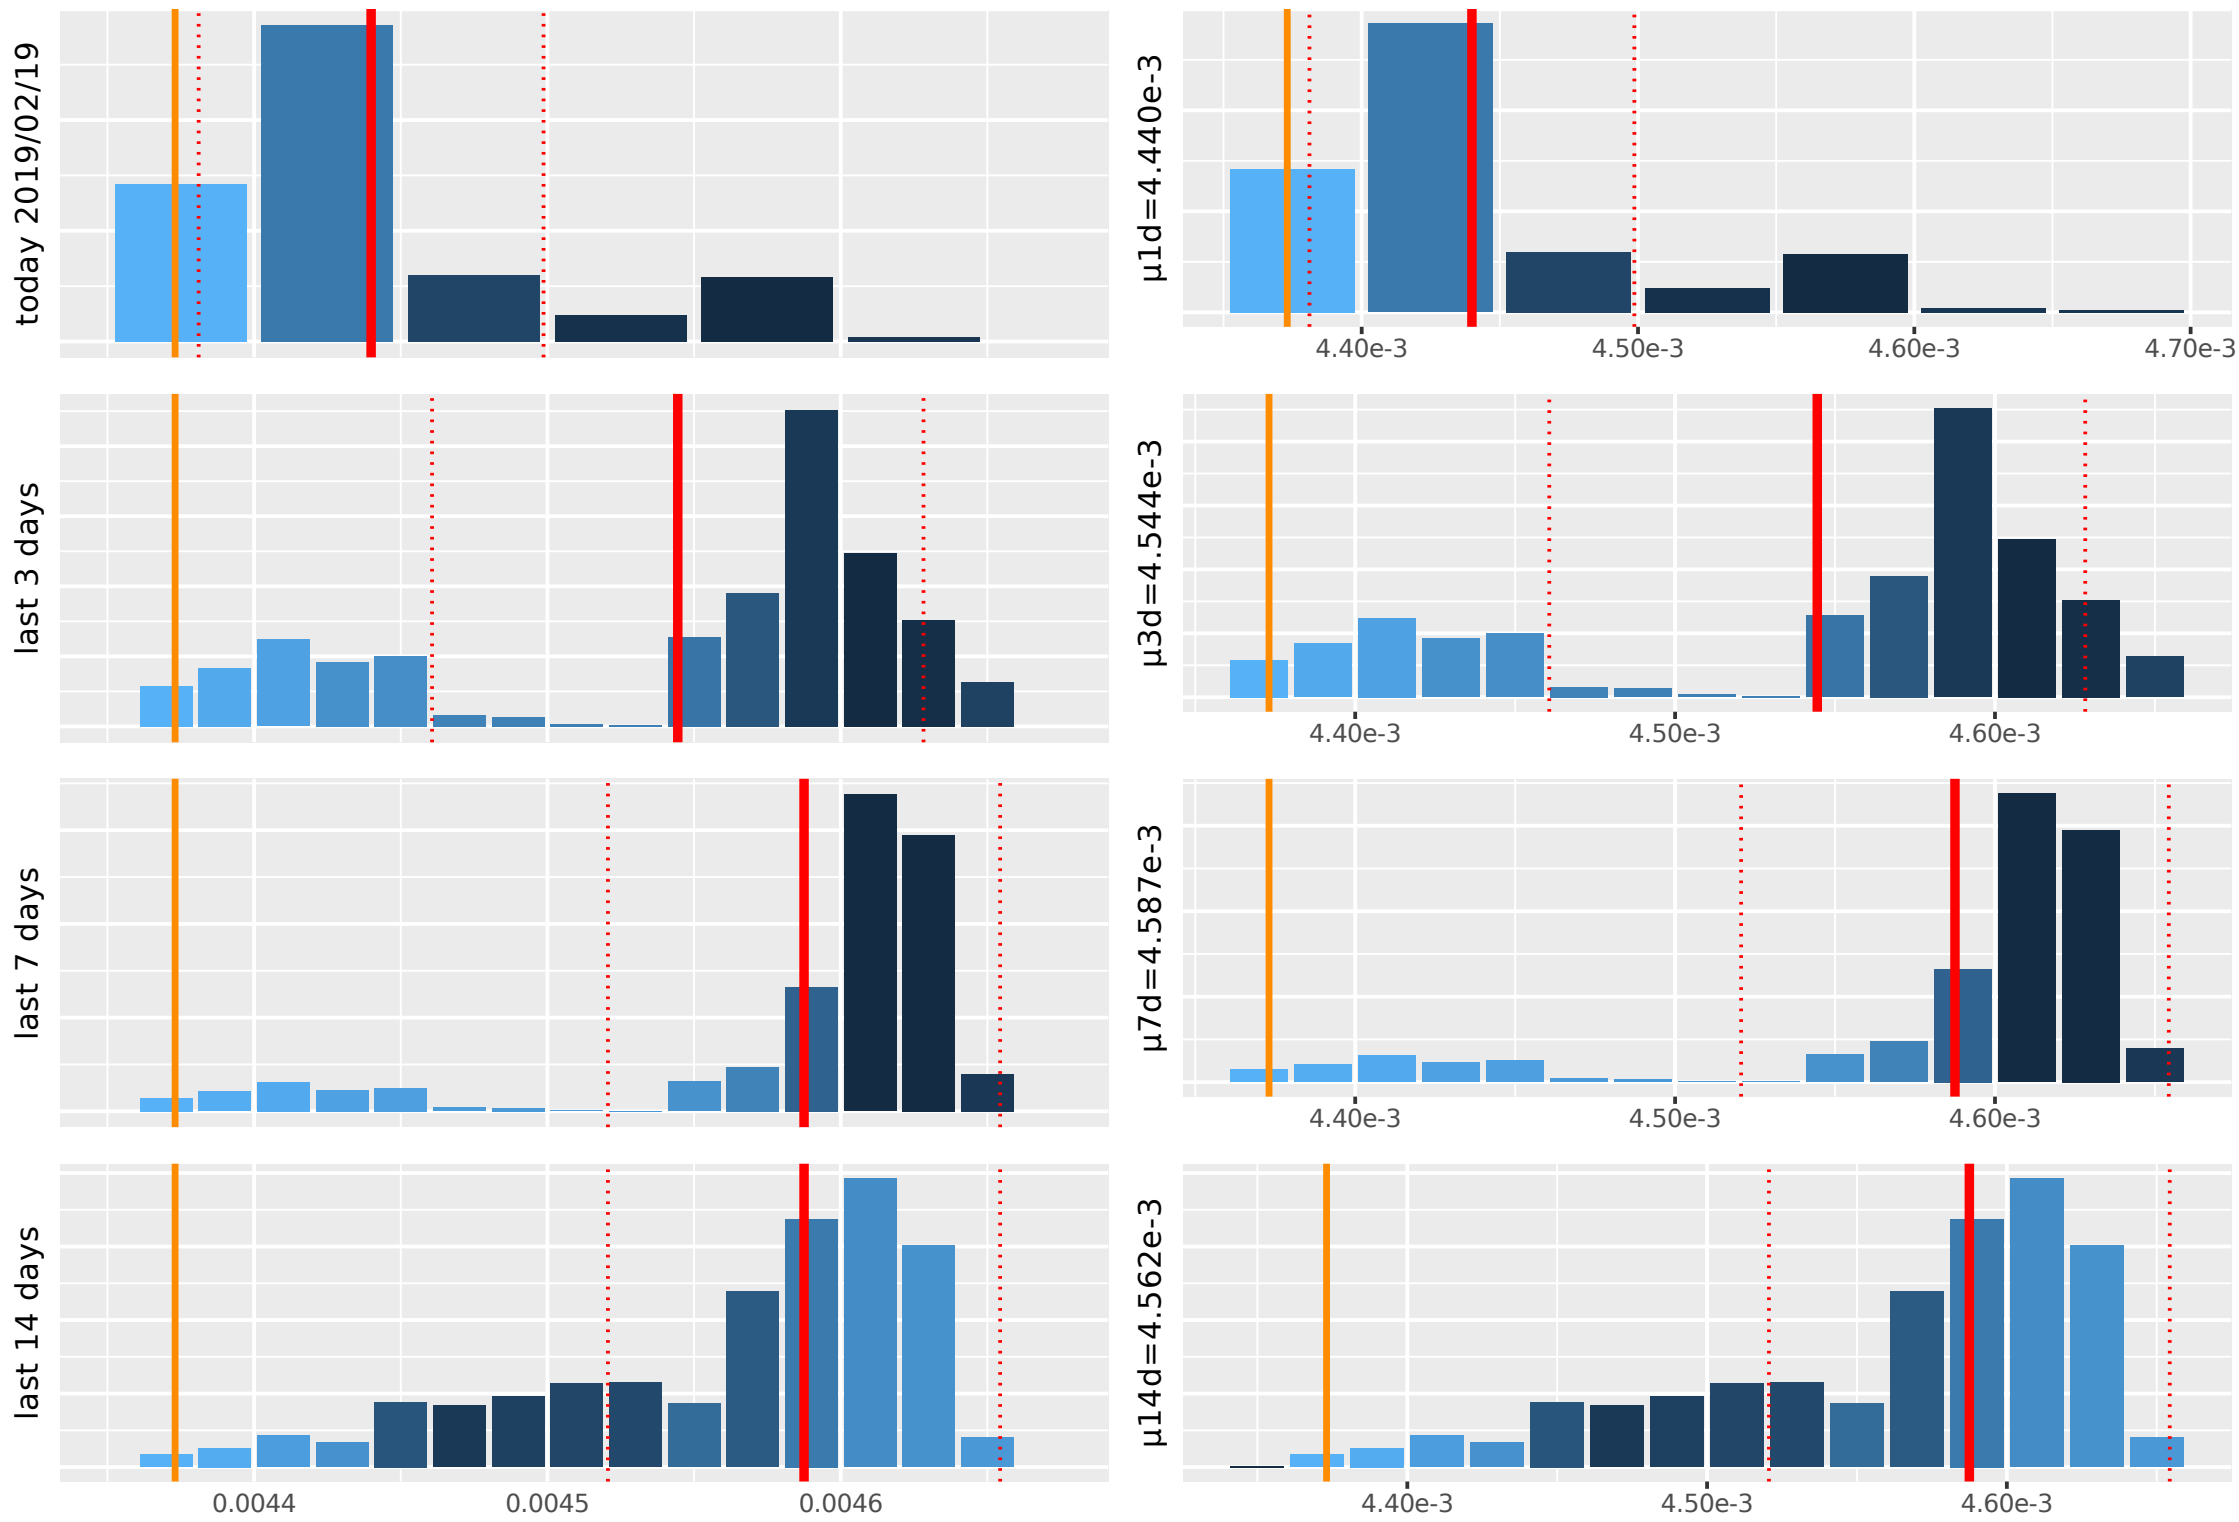 today 2019/02/19
µ1d=4.440e-3
4.40e-3 4.50e-3 4.60e-3 4.70e-3
last 3 days
µ3d=4.544e-3
4.40e-3 4.50e-3 4.60e-3
last 7 days
µ7d=4.587e-3
4.40e-3 4.50e-3 4.60e-3
last 14 days
0.0044 0.0045 0.0046
µ14d=4.562e-3
4.40e-3 4.50e-3 4.60e-3